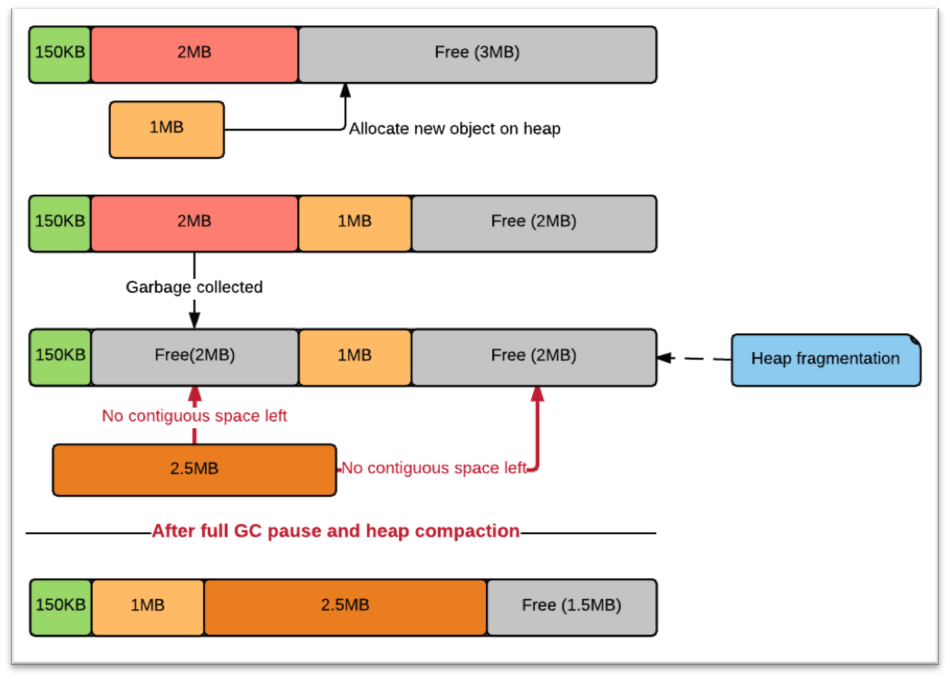 150KB 2MB Free (3MB)
1MB Allocate new object on heap
150KB 2MB 1MB Free (2MB)
Garbage collected
150KB Free(2MB) 1MB Free (2MB) Heap fragmentation
No contiguous space left
2.5MB No contiguous space left
After full GC pause and heap compaction
150KB 1MB 2.5MB Free (1.5MB)